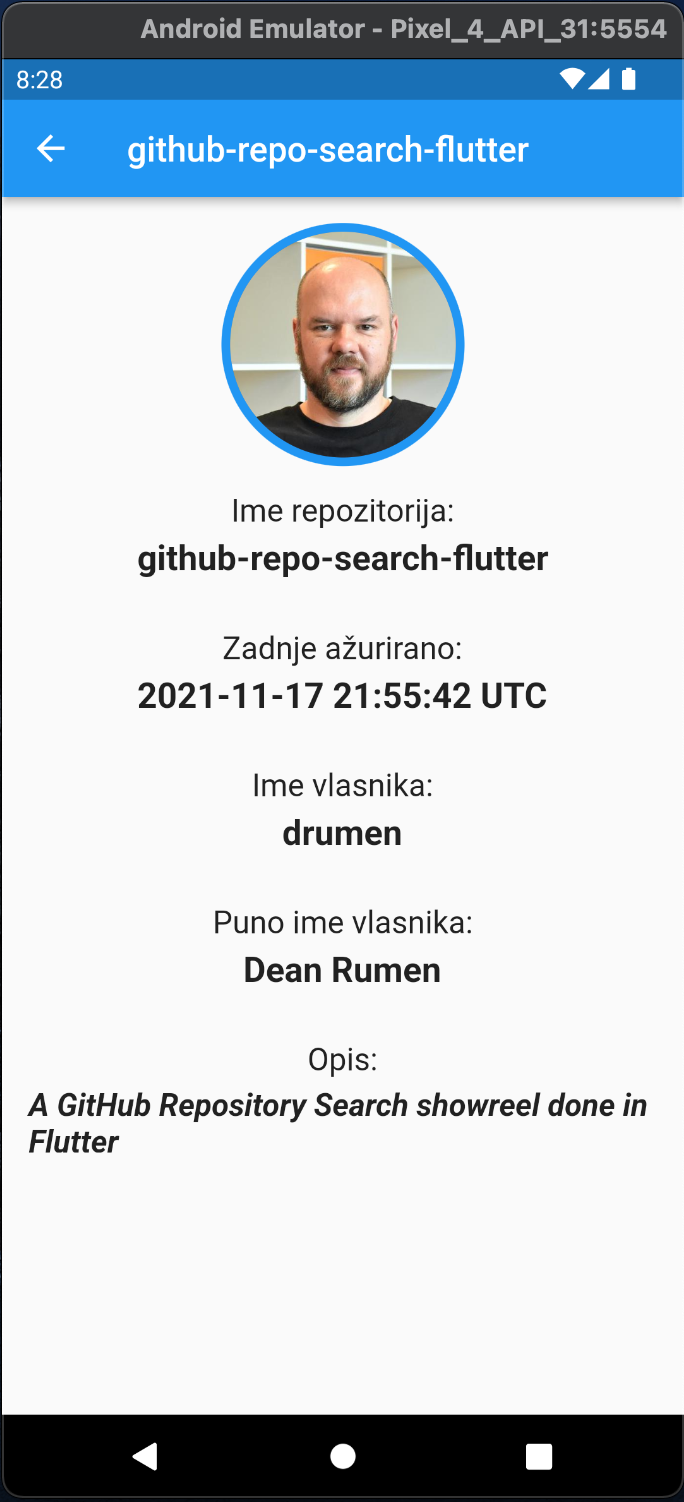 Android Emulator - Pixel_4_API_31:5554
8:28
github-repo-search-flutter
Ime repozitorija:
github-repo-search-flutter
Zadnje ažurirano:
2021-11-17 21:55:42 UTC
Ime vlasnika:
drumen
Puno ime vlasnika:
Dean Rumen
Opis:
A GitHub Repository Search showreel done in
Flutter